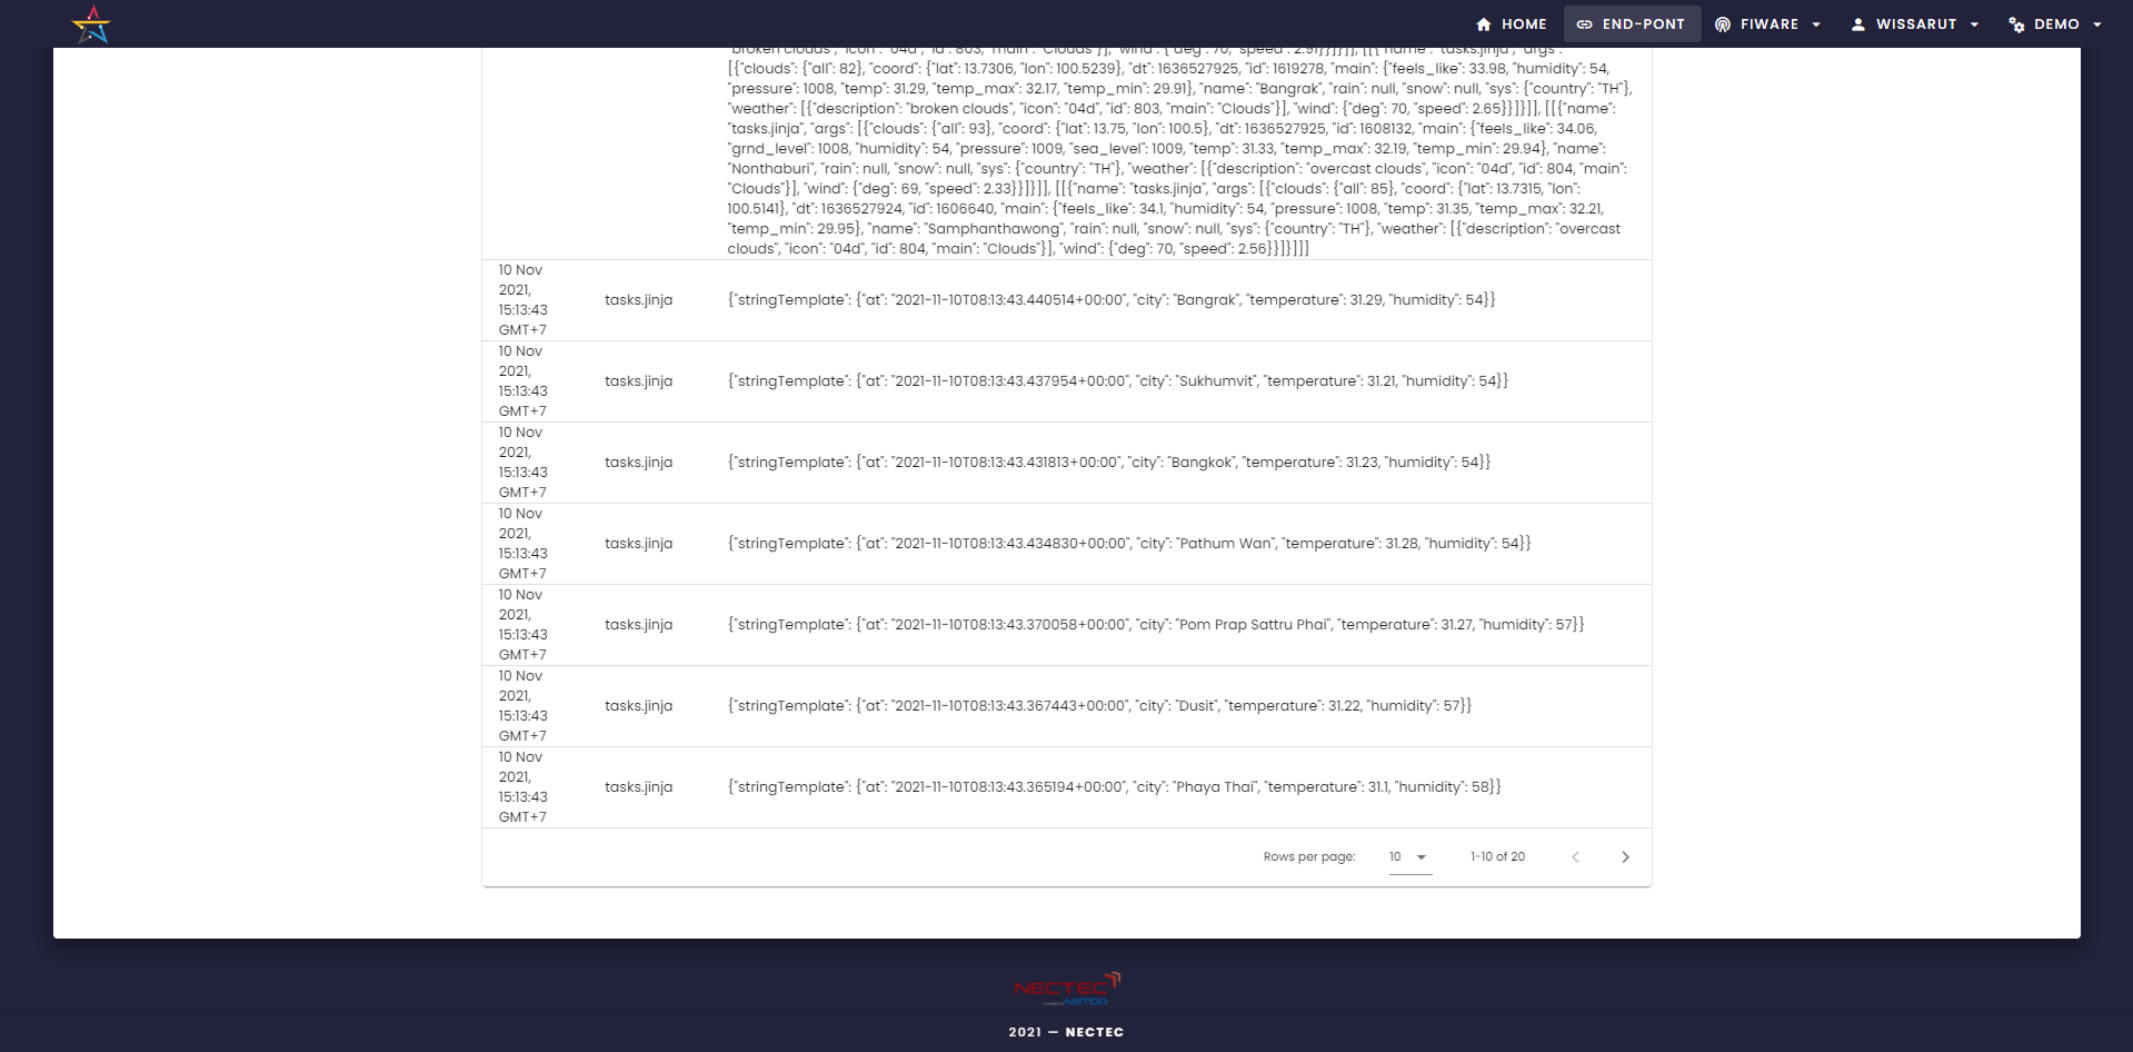 HOME
END-PONT
FIWARE
WISSARUT
DEMO
"broken clouds", "icon": "04d", "id": 803, "main": "Clouds"}], "wind": {"deg": 70, "speed": 2.91}}]}]], [[{"name": "tasks.jinja", "args":
[{"clouds": {"all": 82}, "coord": {"lat": 13.7306, "lon": 100.5239}, "dt": 1636527925, "id": 1619278, "main": {"feels_like": 33.98, "humidity": 54,
"pressure": 1008, "temp": 31.29, "temp_max": 32.17, "temp_min": 29.91}, "name": "Bangrak", "rain": null, "snow": null, "sys": {"country": "TH"},
"weather": [{"description": "broken clouds", "icon": "04d", "id": 803, "main": "Clouds"}], "wind": {"deg": 70, "speed": 2.65}}]}]], [[{"name":
"tasks.jinja", "args": [{"clouds": {"all": 93}, "coord": {"lat": 13.75, "lon": 100.5}, "dt": 1636527925, "id": 1608132, "main": {"feels_like": 34.06,
"grnd_level": 1008, "humidity": 54, "pressure": 1009, "sea_level": 1009, "temp": 31.33, "temp_max": 32.19, "temp_min": 29.94}, "name":
"Nonthaburi", "rain": null, "snow": null, "sys": {"country": "TH"}, "weather": [{"description": "overcast clouds", "icon": "04d", "id": 804, "main":
"Clouds"}], "wind": {"deg": 69, "speed": 2.33}}]}]], [[{"name": "tasks.jinja", "args": [{"clouds": {"all": 85}, "coord": {"lat": 13.7315, "lon":
100.5141}, "dt": 1636527924, "id": 1606640, "main": {"feels_like": 34.1, "humidity": 54, "pressure": 1008, "temp": 31.35, "temp_max": 32.21,
"temp_min": 29.95}, "name": "Samphanthawong", "rain": null, "snow": null, "sys": {"country": "TH"}, "weather": [{"description": "overcast
clouds", "icon": "04d", "id": 804, "main": "Clouds"}], "wind": {"deg": 70, "speed": 2.56}}]}]]]
10 Nov
2021,
15:13:43
GMT+7
tasks.jinja
{"stringTemplate": {"at": "2021-11-10T08:13:43.440514+00:00", "city": "Bangrak", "temperature": 31.29, "humidity": 54}}
10 Nov
2021,
15:13:43
GMT+7
tasks.jinja
{"stringTemplate": {"at": "2021-11-10T08:13:43.437954+00:00", "city": "Sukhumvit", "temperature": 31.21, "humidity": 54}}
10 Nov
2021,
15:13:43
GMT+7
tasks.jinja
{"stringTemplate": {"at": "2021-11-10T08:13:43.431813+00:00", "city": "Bangkok", "temperature": 31.23, "humidity": 54}}
10 Nov
2021,
15:13:43
GMT+7
tasks.jinja
{"stringTemplate": {"at": "2021-11-10T08:13:43.434830+00:00", "city": "Pathum Wan", "temperature": 31.28, "humidity": 54}}
10 Nov
2021,
15:13:43
GMT+7
tasks.jinja
{"stringTemplate": {"at": "2021-11-10T08:13:43.370058+00:00", "city": "Pom Prap Sattru Phai", "temperature": 31.27, "humidity": 57}}
10 Nov
2021,
15:13:43
GMT+7
tasks.jinja
{"stringTemplate": {"at": "2021-11-10T08:13:43.367443+00:00", "city": "Dusit", "temperature": 31.22, "humidity": 57}}
10 Nov
2021,
15:13:43
GMT+7
tasks.jinja
{"stringTemplate": {"at": "2021-11-10T08:13:43.365194+00:00", "city": "Phaya Thai", "temperature": 31.1, "humidity": 58}}
Rows per page:
10
1-10 of 20
NECTEC
NSTDA
2021 — NECTEC